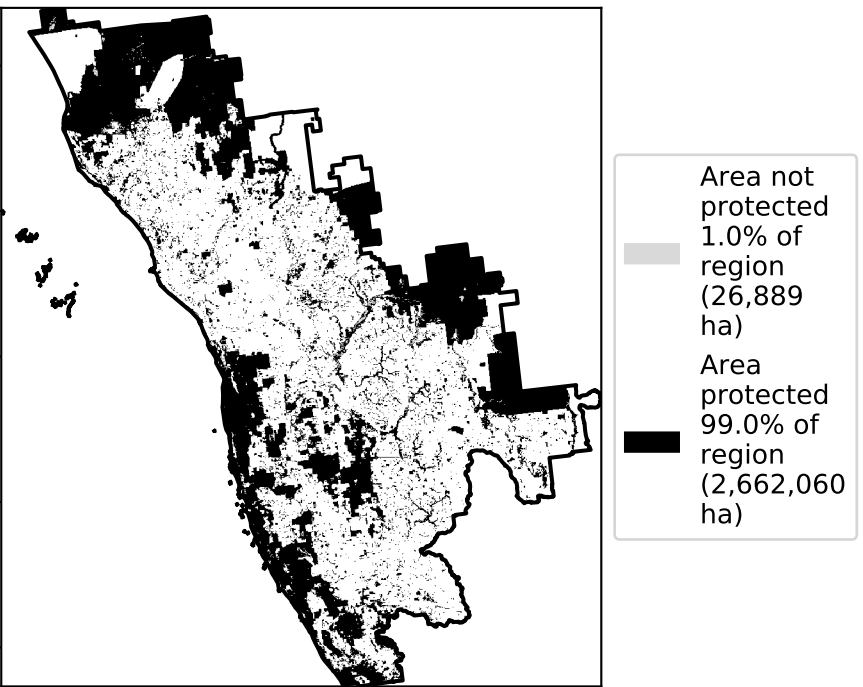 Area not
protected
1.0% of
region
(26,889
ha)
Area
protected
99.0% of
region
(2,662,060
ha)